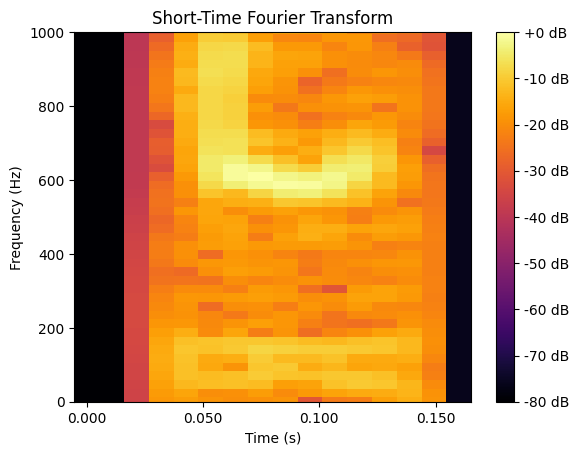 Short-Time Fourier Transform
1000
800
600
400
200
0
Frequency (Hz)
0.000
0.050
0.100
0.150
Time (s)
+0 dB
-10 dB
-20 dB
-30 dB
-40 dB
-50 dB
-60 dB
-70 dB
-80 dB